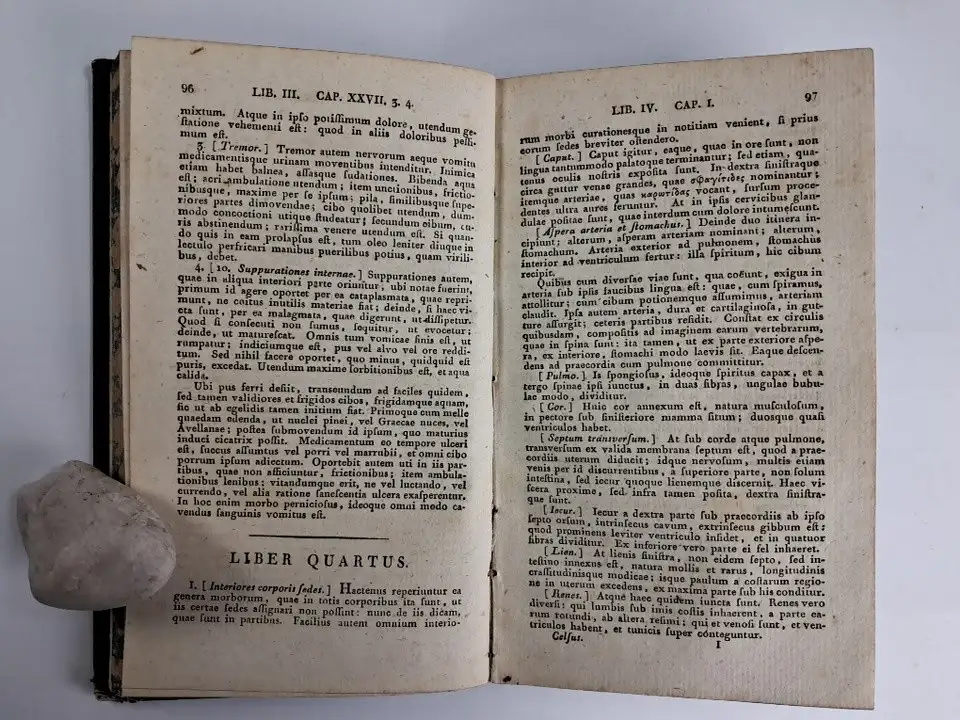 96
LIB. III. CAP. XXVII. 3. 4.
mixtum. Atque in ipſo potiſſimum dolore, utendum ge-
ſtatione vehementi eſt: quod in aliis doloribus peſſi-
mum eſt.
3. [Tremor.] Tremor autem nervorum aeque vomitu
medicamentisque urinam moventibus intenditur. Inimica
etiam habet balnea, aſſasque ſudationes. Bibenda aqua
eſt; acri ambulatione utendum; item unctionibus, frictio-
nibusque, maxime per ſe ipſum; pila, ſimilibusque ſupe-
riores partes dimovendae; cibo quolibet utendum, dum-
modo concoctioni utique ſtudeatur; ſecundum cibum, cu-
ris abstinendum; rariſſima venere utendum eſt. Si quan-
do quis in eam prolapſus eſt, tum oleo leniter diuque in
lectulo perfricari manibus puerilibus potius, quam virili-
bus, debet.
4. [10. Suppurationes internae.] Suppurationes autem,
quae in aliqua interiori parte oriuntur, ubi notae fuerint,
primum id agere oportet per ea cataplasmata, quae repri-
munt, ne coitus inutilis materiae fiat; deinde, ſi haec vi-
cta ſunt, per ea malagmata, quae digerunt, ut diſſipetur.
Quod ſi conſecuti non ſumus, ſequitur, ut evocetur;
deinde, ut matureſcat. Omnis tum vomicae finis eſt, ut
rumpatur; indiciumque eſt, pus vel alvo vel ore reddi-
tum. Sed nihil facere oportet, quo minus, quidquid eſt
puris, excedat. Utendum maxime ſorbitionibus eſt, et aqua
calida.
Ubi pus ferri deſiit, transeundum ad faciles quidem,
ſed tamen validiores et frigidos cibos, frigidamque aquam,
ſic ut ab egelidis tamen initium fiat. Primoque cum melle
quaedam edenda, ut nuclei pinei, vel Graecae nuces, vel
Avellanae; poſtea ſubmovendum id ipſum, quo maturius
induci cicatrix poſſit. Medicamentum eo tempore ulceri
eſt, ſuccus aſſumtus vel porri vel marrubii, et omni cibo
porrum ipſum adiectum. Oportebit autem uti in iis par-
tibus, quae non afficiuntur, frictionibus; item ambula-
tionibus lenibus; vitandumque erit, ne vel luctando, vel
currendo, vel alia ratione ſaneſcentia ulcera exaſperentur.
In hoc enim morbo pernicioſus, ideoque omni modo ca-
vendus ſanguinis vomitus eſt.
LIBER QUARTUS.
1. [Interiores corporis ſedes.] Hactenus reperiuntur ea
genera morborum, quae in totis corporibus ita ſunt, ut
iis certae ſedes aſſignari non poſſint: nunc de iis dicam,
quae ſunt in partibus. Facilius autem omnium interio-
LIB. IV. CAP. I.
97
rum morbi curationesque in notitiam venient, ſi prius
eorum ſedes breviter oſtendero.
[Caput.] Caput igitur, eaque, quae in ore ſunt, non
lingua tantummodo palatoque terminantur; ſed etiam, qua-
tenus oculis noſtris expoſita ſunt. In dextra ſiniſtraque
circa guttur venae grandes, quae σφαγίτιδες nominantur;
itemque arteriae, quas καρωτίδας vocant, ſurſum proce-
dentes ultra aures feruntur. At in ipſis cervicibus glan-
dulae poſitae ſunt, quae interdum cum dolore intumeſcunt.
[Aſpera arteria et ſtomachus.] Deinde duo itinera in-
cipiunt; alterum, aſperam arteriam nominant; alterum,
ſtomachum. Arteria exterior ad pulmonem, ſtomachus
interior ad ventriculum fertur: illa ſpiritum, hic cibum
recipit.
Quibus cum diverſae viae ſunt, qua coëunt, exigua in
arteria ſub ipſis faucibus lingua eſt: quae, cum ſpiramus,
attollitur; cum cibum potionemque aſſumimus, arteriam
claudit. Ipſa autem arteria, dura et cartilaginoſa, in gut-
ture aſſurgit; ceteris partibus reſidit. Conſtat ex circulis
quibusdam, compoſitis ad imaginem earum vertebrarum,
quae in ſpina ſunt: ita tamen, ut ex parte exteriore aſpe-
ra, ex interiore, ſtomachi modo laevis ſit. Eaque deſcen-
dens ad praecordia cum pulmone committitur.
[Pulmo.] Is ſpongioſus, ideoque ſpiritus capax, et a
tergo ſpinae ipſi iunctus, in duas fibras, ungulae bubu-
lae modo, dividitur.
[Cor.] Huic cor annexum eſt, natura musculoſum,
in pectore ſub ſiniſteriore mamma ſitum; duosque quaſi
ventriculos habet.
[Septum transverſum.] At ſub corde atque pulmone,
transverſum ex valida membrana ſeptum eſt, quod a prae-
cordiis uterum diducit; idque nervoſum, multis etiam
venis per id discurrentibus, a ſuperiore parte, non ſolum
inteſtina, ſed iecur quoque lienemque discernit. Haec vi-
ſcera proxime, ſed infra tamen poſita, dextra ſiniſtra-
que ſunt.
[Iecur.] Iecur a dextra parte ſub praecordiis ab ipſo
ſepto orſum, intrinſecus cavum, extrinſecus gibbum eſt:
quod prominens leviter ventriculo inſidet, et in quatuor
fibras dividitur. Ex inferiore vero parte ei fel inhaeret.
[Lien.] At lienis ſiniſtra, non eidem ſepto, ſed in-
teſtino innexus eſt, natura mollis et rarus, longitudinis
craſſitudinisque modicae; isque paulum a coſtarum regio-
ne in uterum excedens, ex maxima parte ſub his conditur.
[Renes.] Atque haec quidem iuncta ſunt. Renes vero
diverſi: qui lumbis ſub imis coſtis inhaerent, a parte ea-
rum rotundi, ab altera reſimi; qui et venoſi ſunt, et ven-
triculos habent, et tunicis ſuper conteguntur.
Celſus.
I